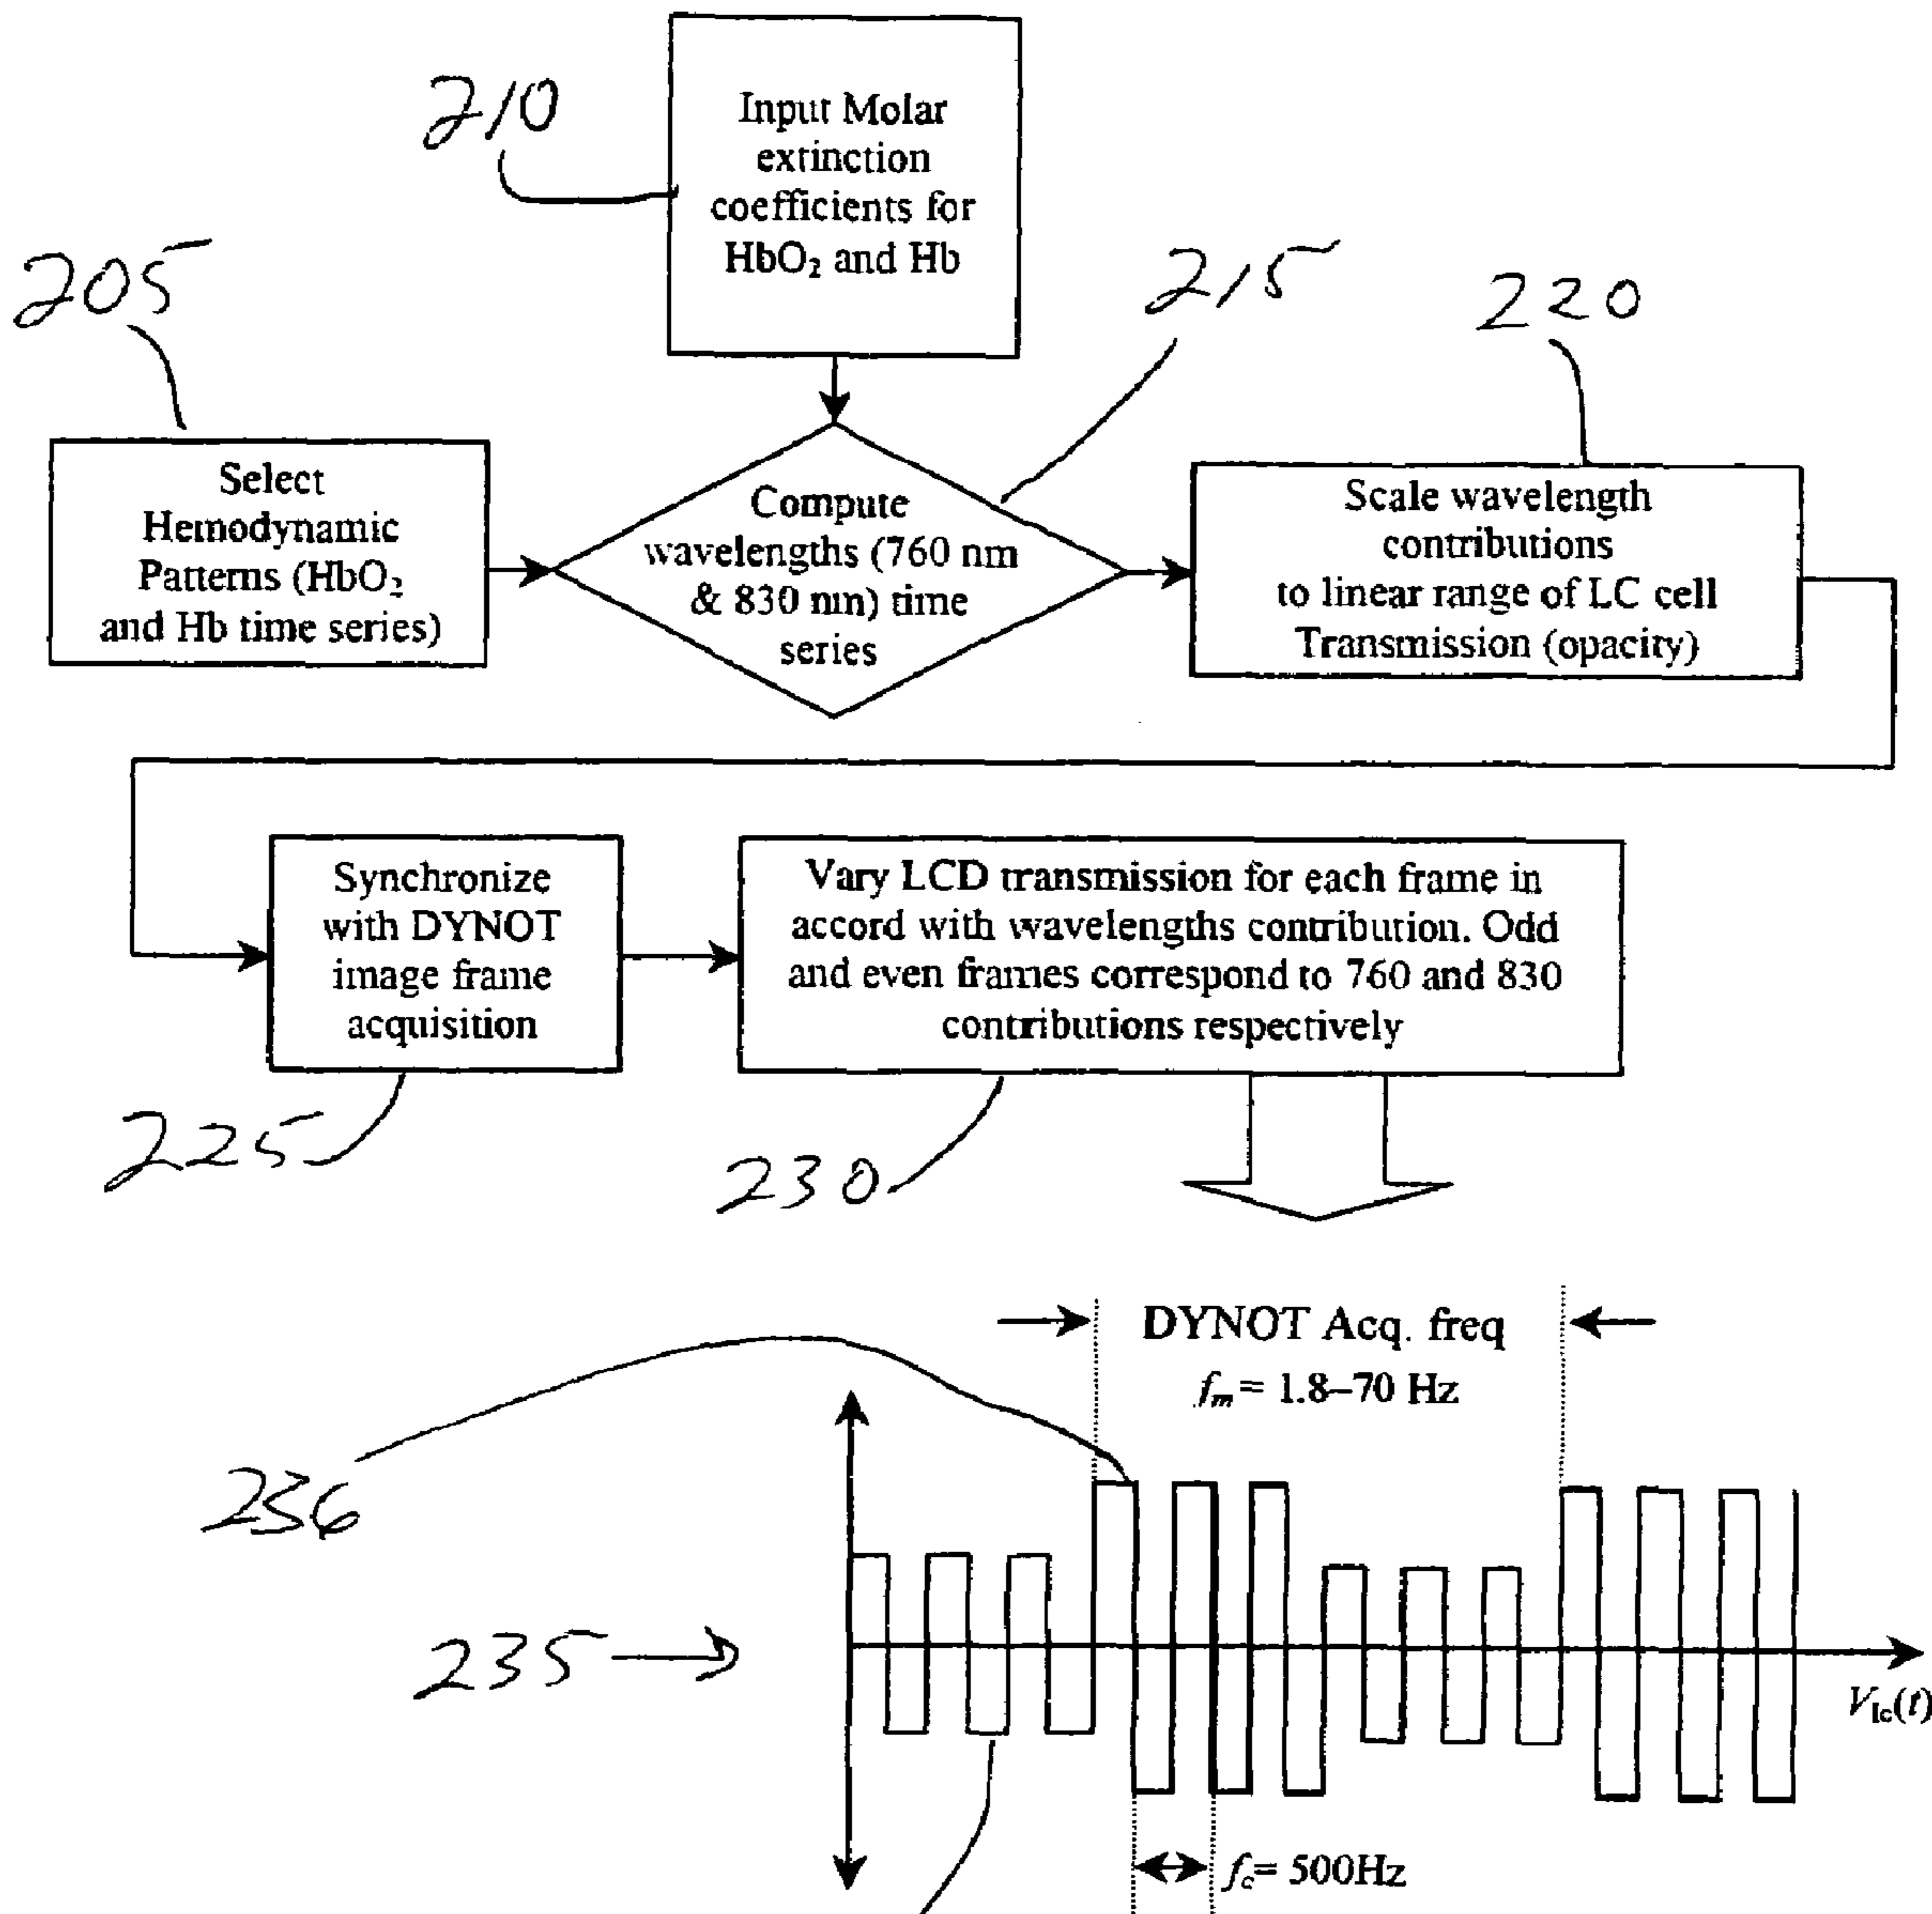 210
Input Molar
extinction
coefficients for
HbO₂ and Hb
205
215
220
Select
Hemodynamic
Patterns (HbO₂
and Hb time series)
Compute
wavelengths (760 nm
& 830 nm) time
series
Scale wavelength
contributions
to linear range of LC cell
Transmission (opacity)
Synchronize
with DYNOT
image frame
acquisition
Vary LCD transmission for each frame in
accord with wavelengths contribution. Odd
and even frames correspond to 760 and 830
contributions respectively
225
230
DYNOT Acq. freq
fm = 1.8–70 Hz
236
235
Vlc(t)
fc = 500Hz